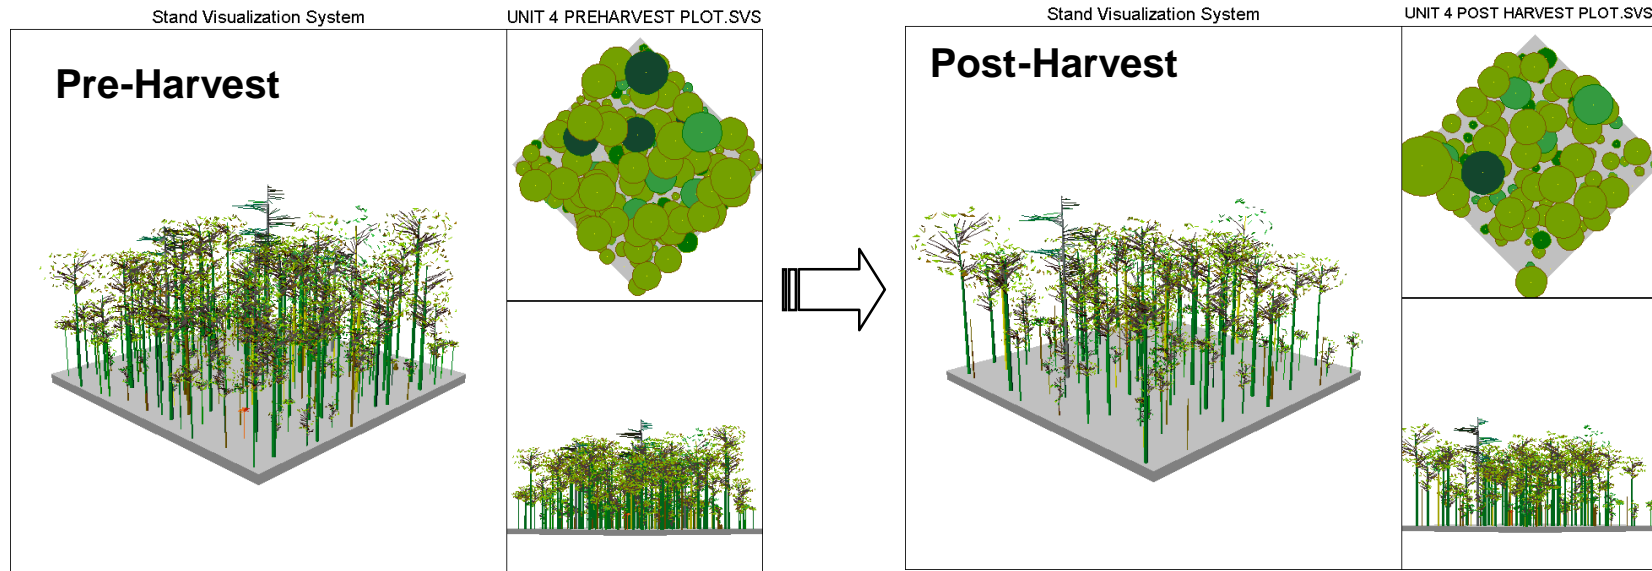 Stand Visualization System
UNIT 4 PREHARVEST PLOT.SVS
Pre-Harvest
Stand Visualization System
UNIT 4 POST HARVEST PLOT.SVS
Post-Harvest